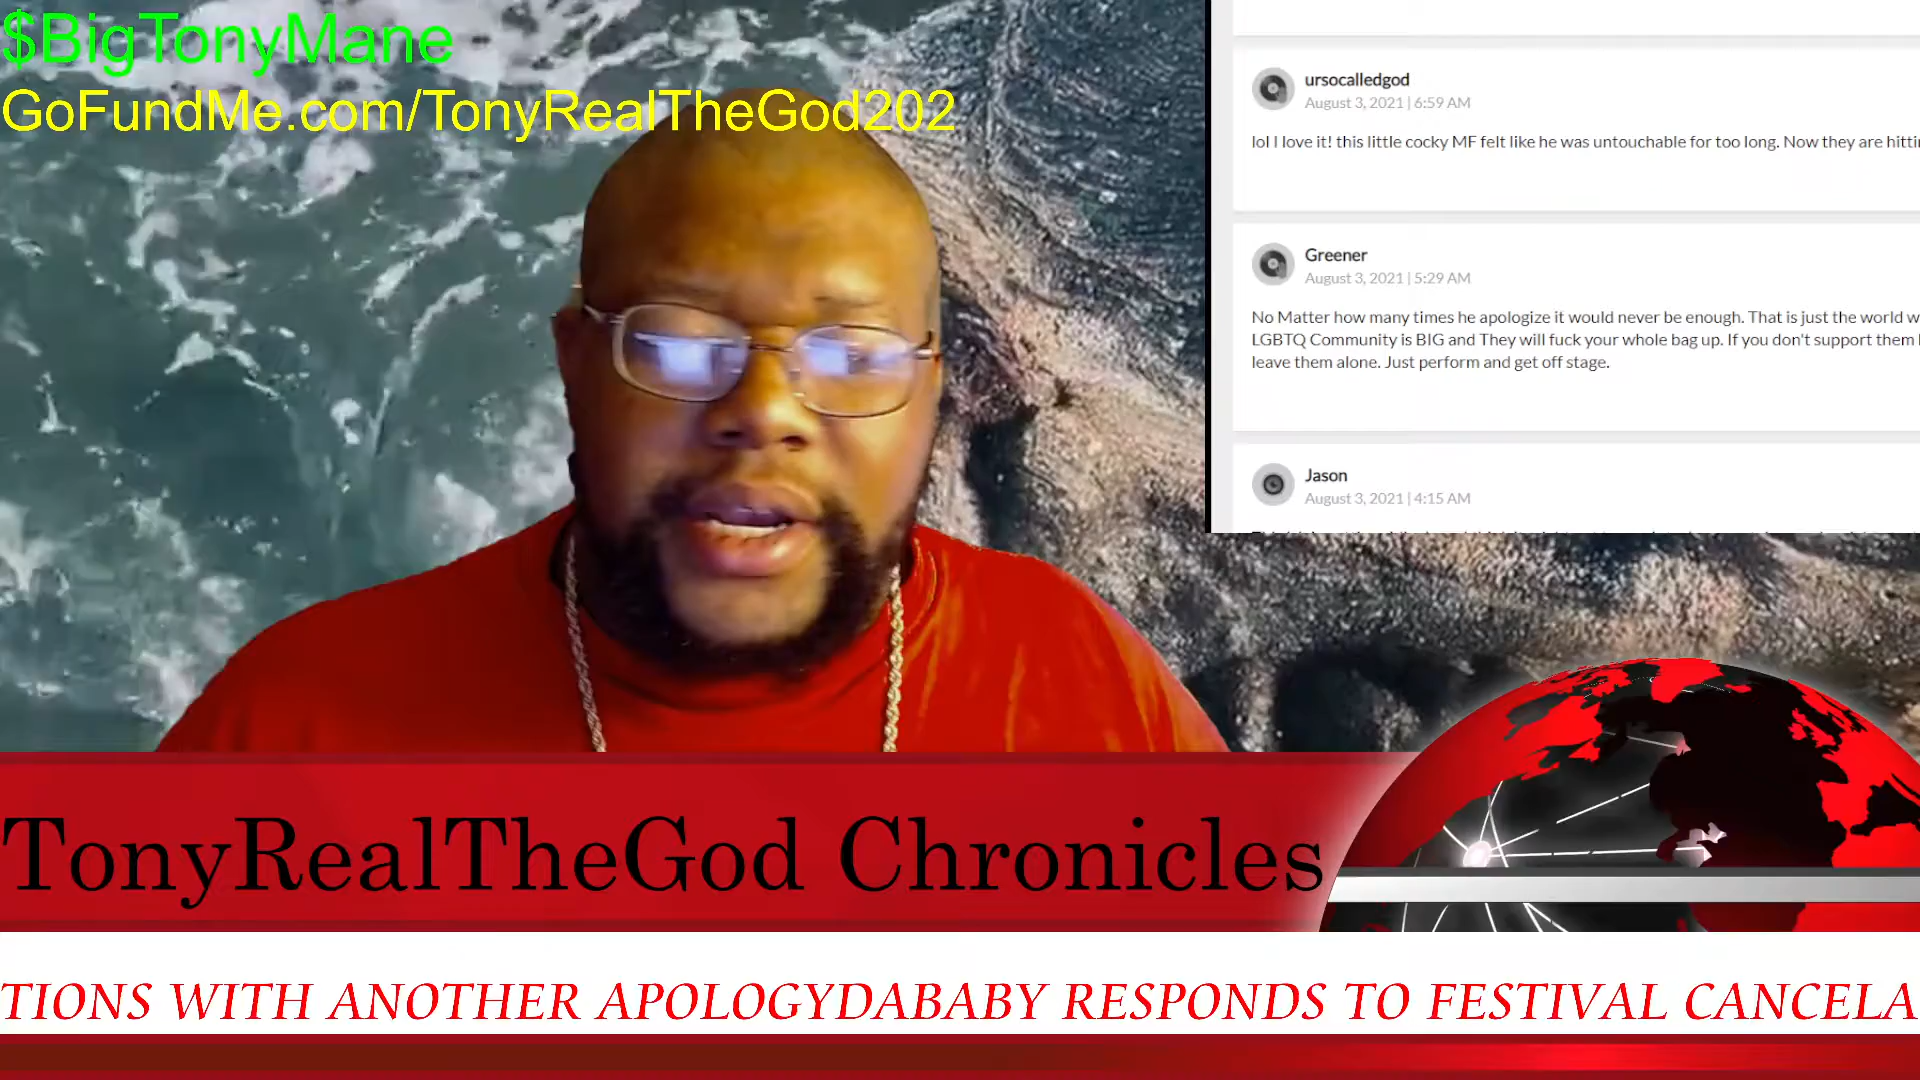 $BigTonyMane
GoFundMe.com/TonyRealTheGod202
ursocalledgod
August 3, 2021 | 6:59 AM
lol I love it! this little cocky MF felt like he was untouchable for too long. Now they are hitti
Greener
August 3, 2021 | 5:29 AM
No Matter how many times he apologize it would never be enough. That is just the world w
LGBTQ Community is BIG and They will fuck your whole bag up. If you don't support them
leave them alone. Just perform and get off stage.
Jason
August 3, 2021 | 4:15 AM
TonyRealTheGod Chronicles
TIONS WITH ANOTHER APOLOGYDABABY RESPONDS TO FESTIVAL CANCELA